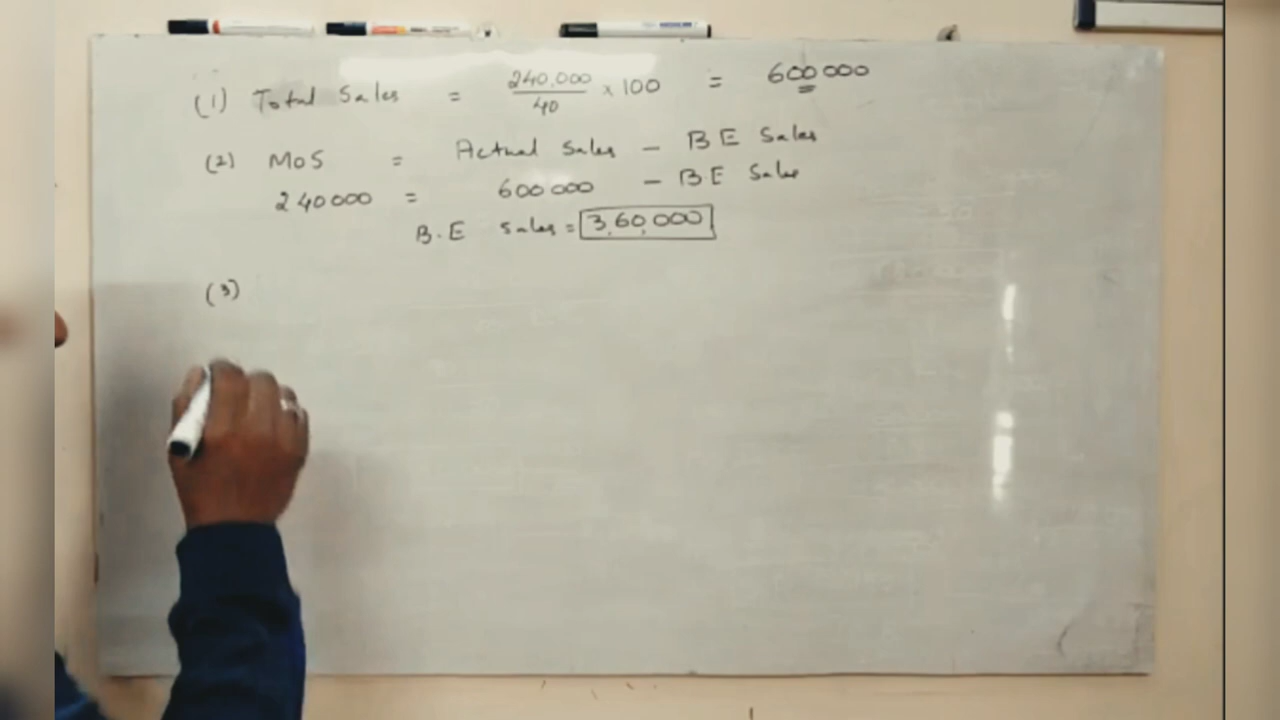 (1) Total Sales = 240,000/40 x 100 = 600000
(2) MoS = Actual Sales - BE Sales
240000 = 600000 - B.E Sales
B.E Sales = 3,60,000
(3)